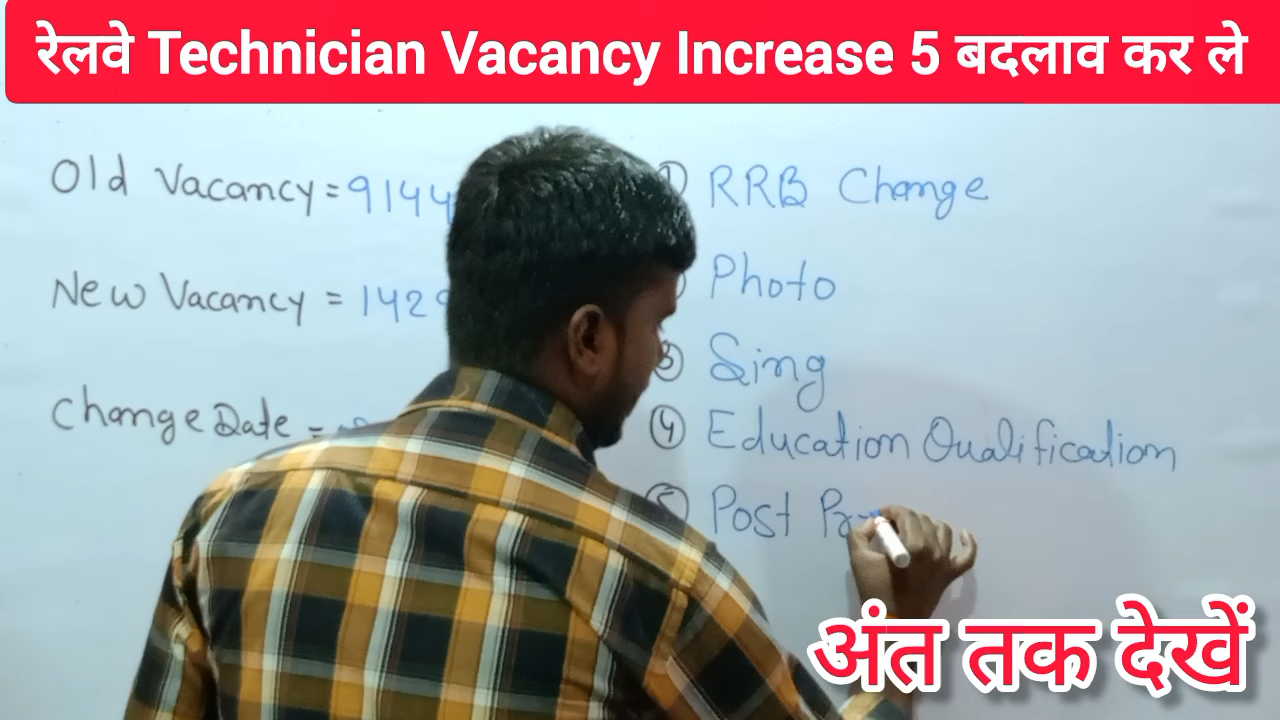 रेलवे Technician Vacancy Increase 5 बदलाव कर ले
Old Vacancy = 9144
New Vacancy = 142
Change Date =
RRB Change
Photo
③ Sing
④ Education Qualification
⑤ Post
अंत तक देखें